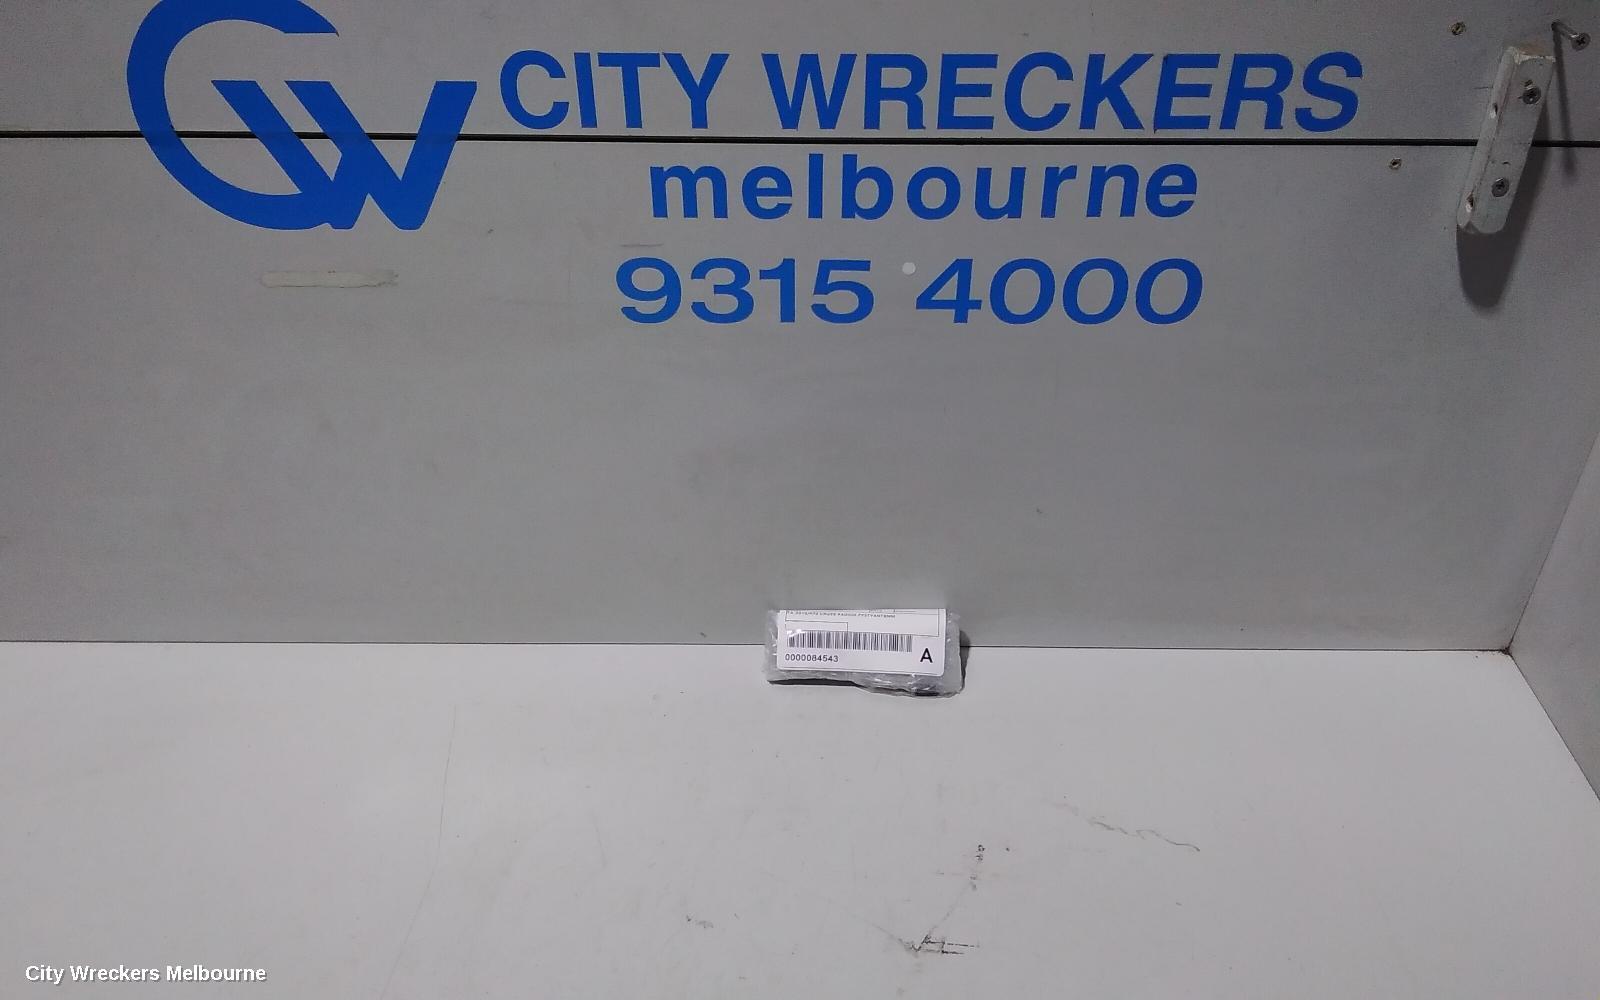 CW
CITY WRECKERS
melbourne
9315 4000
0000084543
A
City Wreckers Melbourne